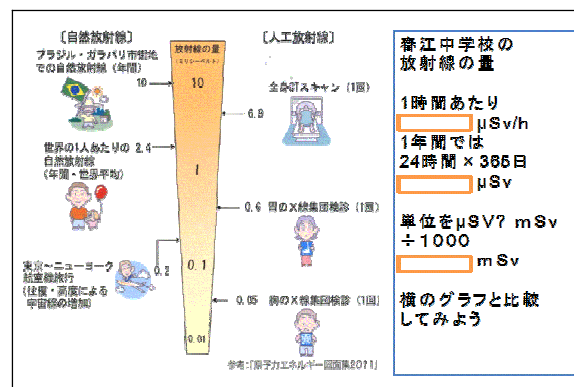 〔自然放射線〕
ブラジル・ガラパリ市街地
での自然放射線（年間）
10
世界の1人あたりの
自然放射線
（年間・世界平均）
2.4
東京～ニューヨーク
航空機旅行
（往復・高度による
宇宙線の増加）
0.2
放射線の量
（ミリシーベルト）
10
1
0.1
0.01
〔人工放射線〕
全身CTスキャン（1回）
6.9
0.6 胃のX線集団検診（1回）
0.05 胸のX線集団検診（1回）
参考:「原子力エネルギー図面集2011」
春江中学校の
放射線の量
1時間あたり
μSv/h
1年間では
24時間×365日
μSv
単位をμSV? mSv
÷1000
mSv
横のグラフと比較
してみよう